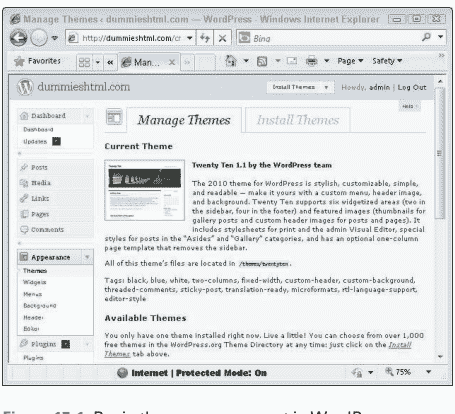 Manage Themes ‹ dummieshtml.com — WordPress - Windows Internet Explorer
http://dummieshtml.com/
Bing
Favorites
Man...
Page
Safety
dummieshtml.com
Install Themes
Howdy, admin | Log Out
Help
Dashboard
Dashboard
Updates
Posts
Media
Links
Pages
Comments
Appearance
Themes
Widgets
Menus
Background
Header
Editor
Plugins
Plugins
Manage Themes
Install Themes
Current Theme
Twenty Ten 1.1 by the WordPress team
The 2010 theme for WordPress is stylish, customizable, simple,
and readable — make it yours with a custom menu, header image,
and background. Twenty Ten supports six widgetized areas (two in
the sidebar, four in the footer) and featured images (thumbnails for
gallery posts and custom header images for posts and pages). It
includes stylesheets for print and the admin Visual Editor, special
styles for posts in the "Asides" and "Gallery" categories, and has an optional one-column
page template that removes the sidebar.
All of this theme's files are located in /themes/twentyten.
Tags: black, blue, white, two-columns, fixed-width, custom-header, custom-background,
threaded-comments, sticky-post, translation-ready, microformats, rtl-language-support,
editor-style
Available Themes
You only have one theme installed right now. Live a little! You can choose from over 1,000
free themes in the WordPress.org Theme Directory at any time: just click on the Install
Themes tab above.
Internet | Protected Mode: On
75%